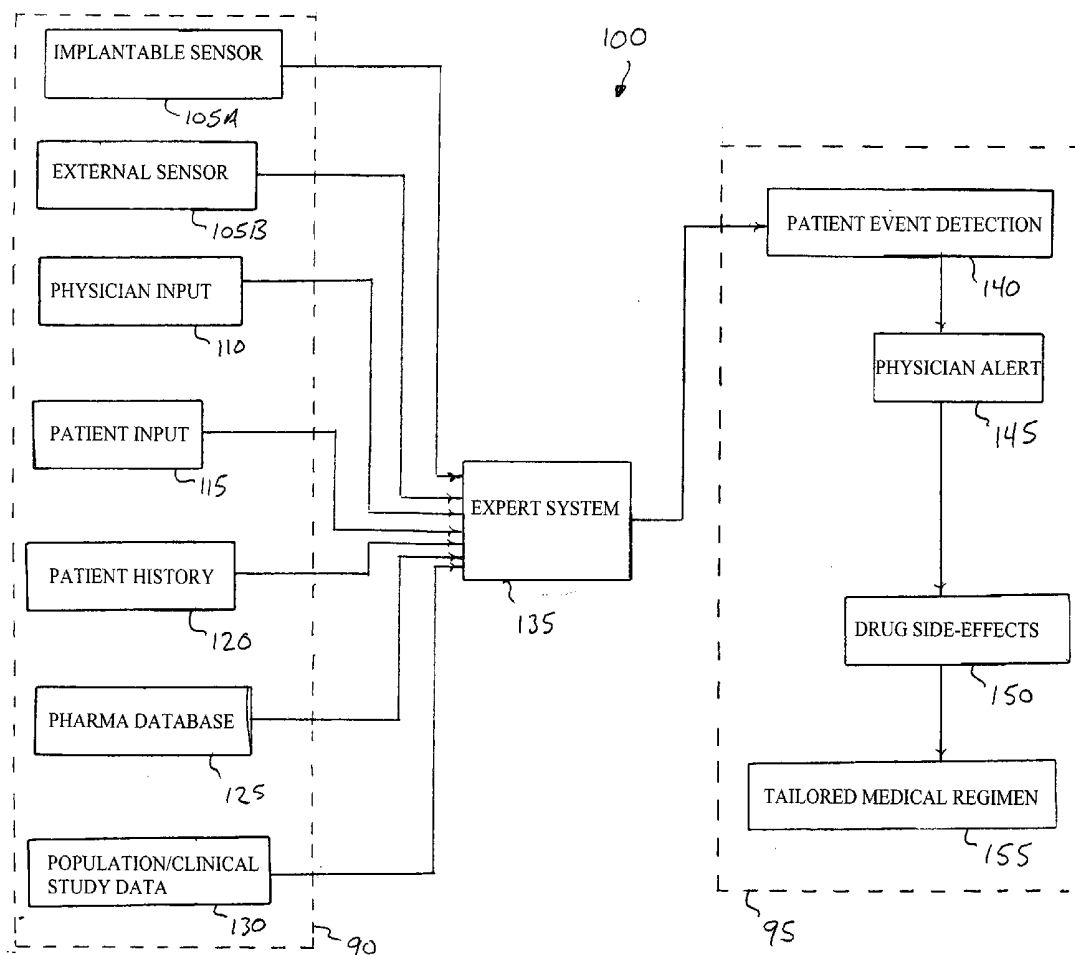 100
IMPLANTABLE SENSOR
105A
EXTERNAL SENSOR
105B
PHYSICIAN INPUT
110
PATIENT INPUT
115
PATIENT HISTORY
120
PHARMA DATABASE
125
POPULATION/CLINICAL
STUDY DATA
130
90
EXPERT SYSTEM
135
PATIENT EVENT DETECTION
140
PHYSICIAN ALERT
145
DRUG SIDE-EFFECTS
150
TAILORED MEDICAL REGIMEN
155
95